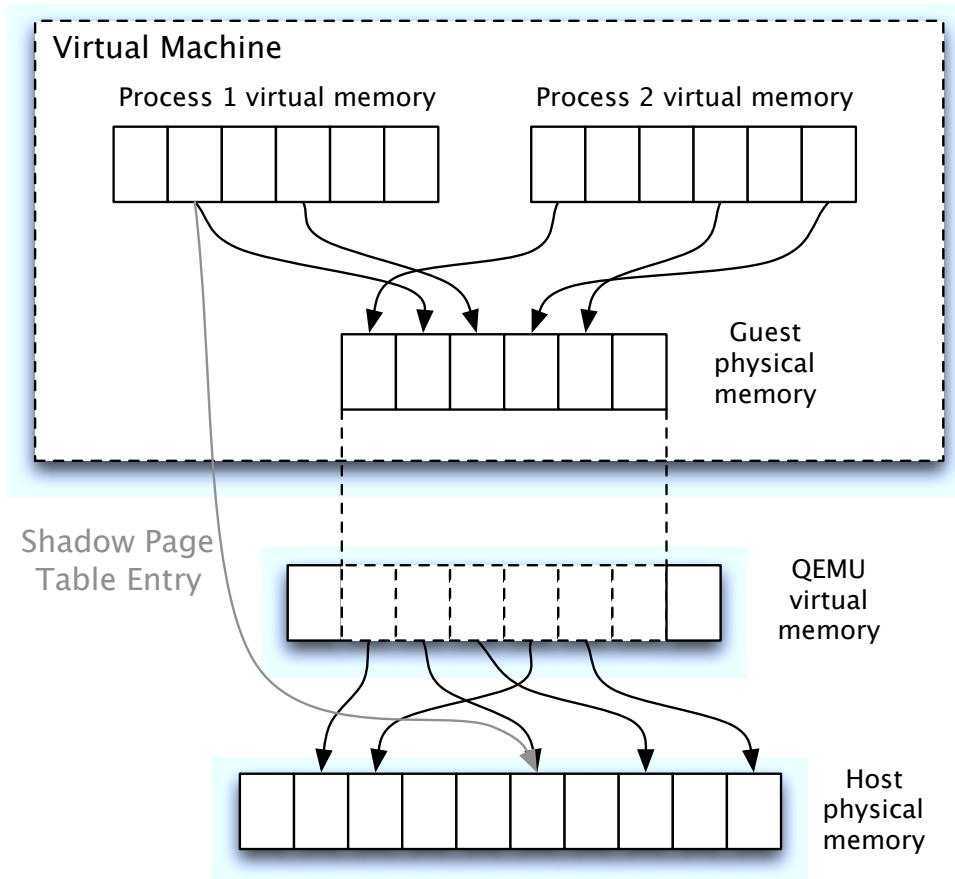 Virtual Machine
Process 1 virtual memory
Process 2 virtual memory
Guest
physical
memory
Shadow Page
Table Entry
QEMU
virtual
memory
Host
physical
memory